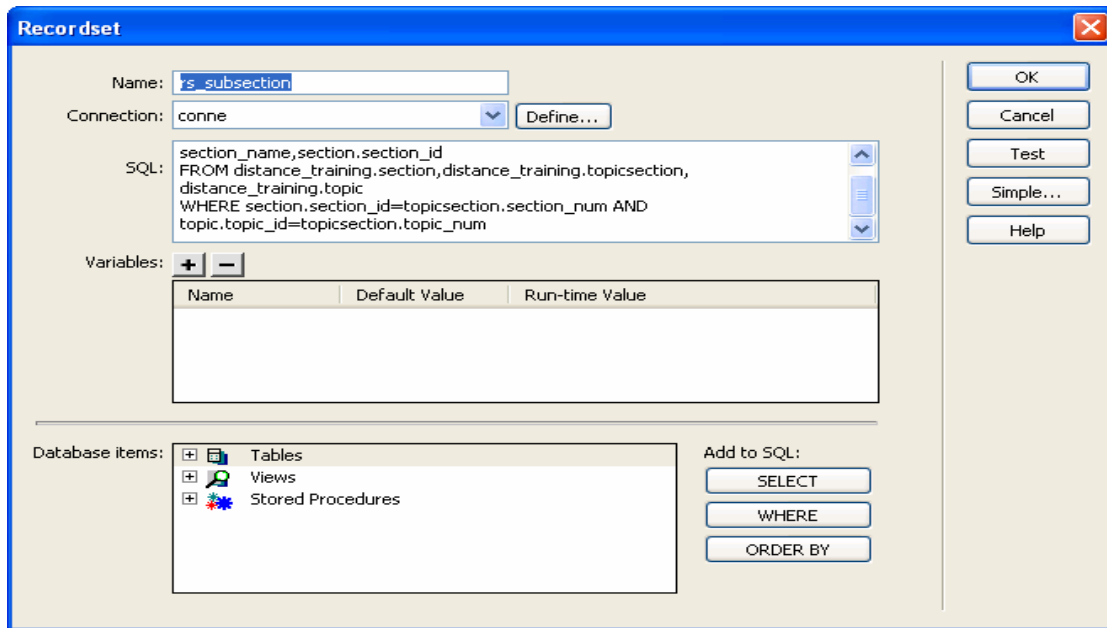 Recordset
Name: rs_subsection
Connection: conne Define...
SQL: section_name,section.section_id
FROM distance_training.section,distance_training.topicsection,
distance_training.topic
WHERE section.section_id=topicsection.section_num AND
topic.topic_id=topicsection.topic_num
Variables: + −
Name Default Value Run-time Value
Database items: Tables
Views
Stored Procedures
Add to SQL:
SELECT
WHERE
ORDER BY
OK
Cancel
Test
Simple...
Help